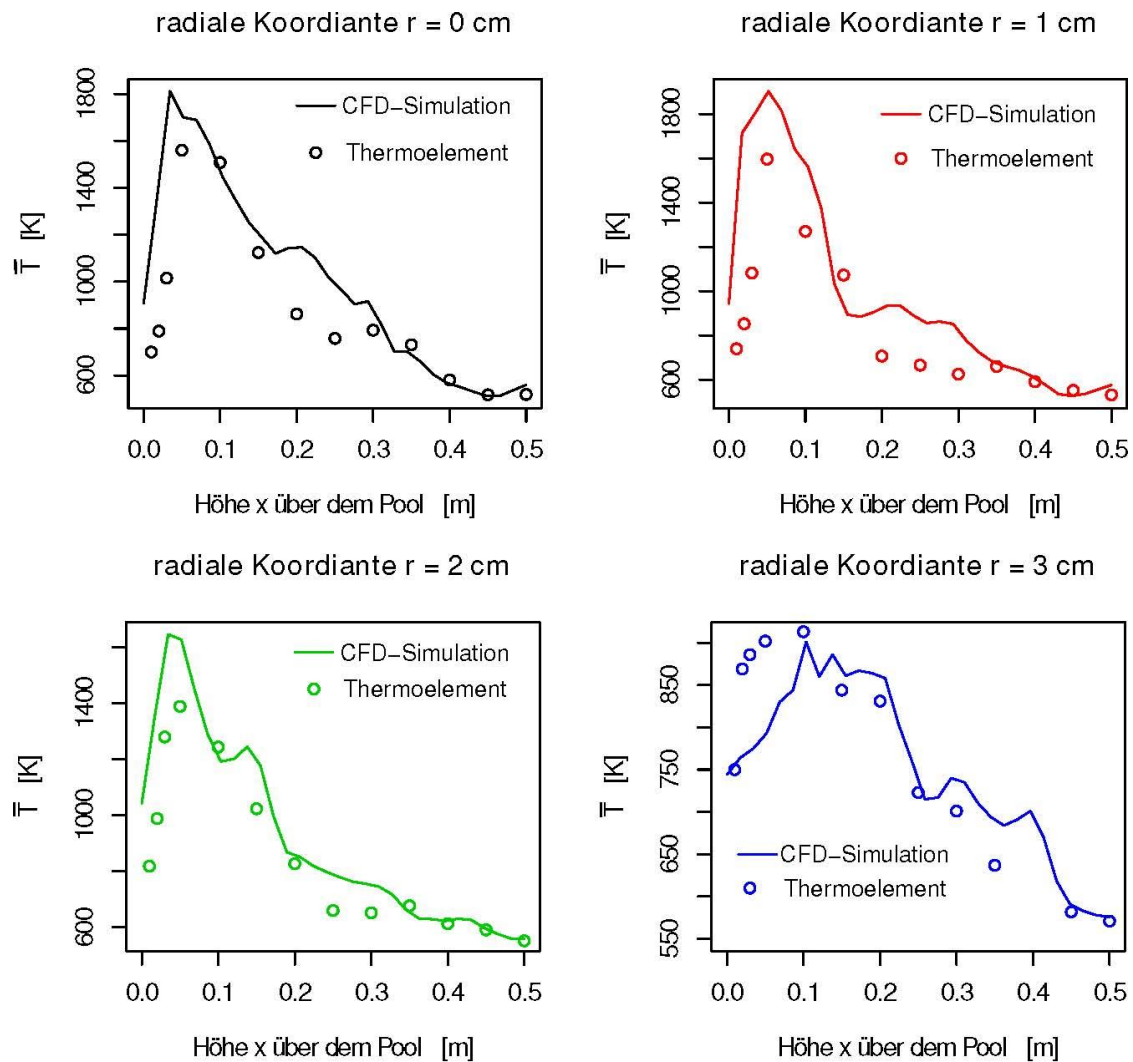 radiale Koordiante r = 0 cm
1800
1400
1000
600
T [K]
CFD-Simulation
Thermoelement
0.0 0.1 0.2 0.3 0.4 0.5
Höhe x über dem Pool [m]
radiale Koordiante r = 1 cm
1800
1400
1000
600
T [K]
CFD-Simulation
Thermoelement
0.0 0.1 0.2 0.3 0.4 0.5
Höhe x über dem Pool [m]
radiale Koordiante r = 2 cm
1400
1000
600
T [K]
CFD-Simulation
Thermoelement
0.0 0.1 0.2 0.3 0.4 0.5
Höhe x über dem Pool [m]
radiale Koordiante r = 3 cm
850
750
650
550
T [K]
CFD-Simulation
Thermoelement
0.0 0.1 0.2 0.3 0.4 0.5
Höhe x über dem Pool [m]